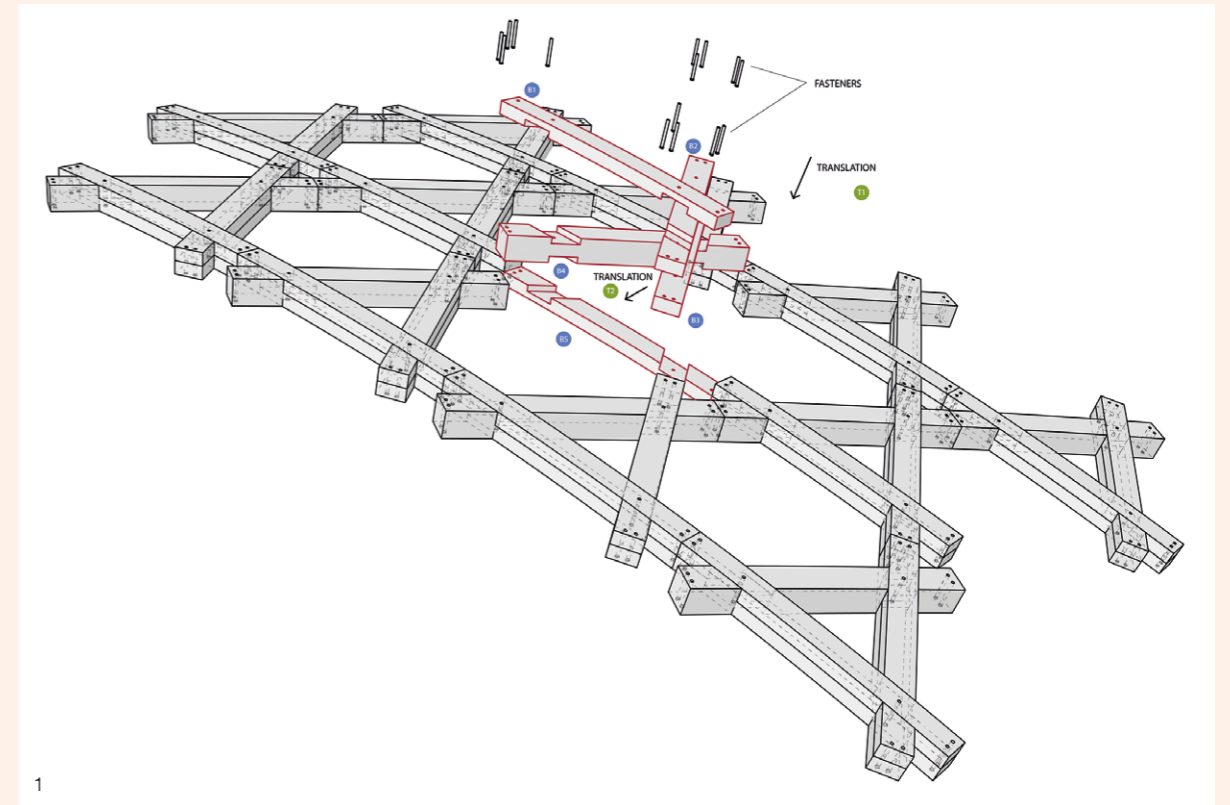 B1
FASTENERS
B2
TRANSLATION
T1
B4
TRANSLATION
T2
B3
B5
1